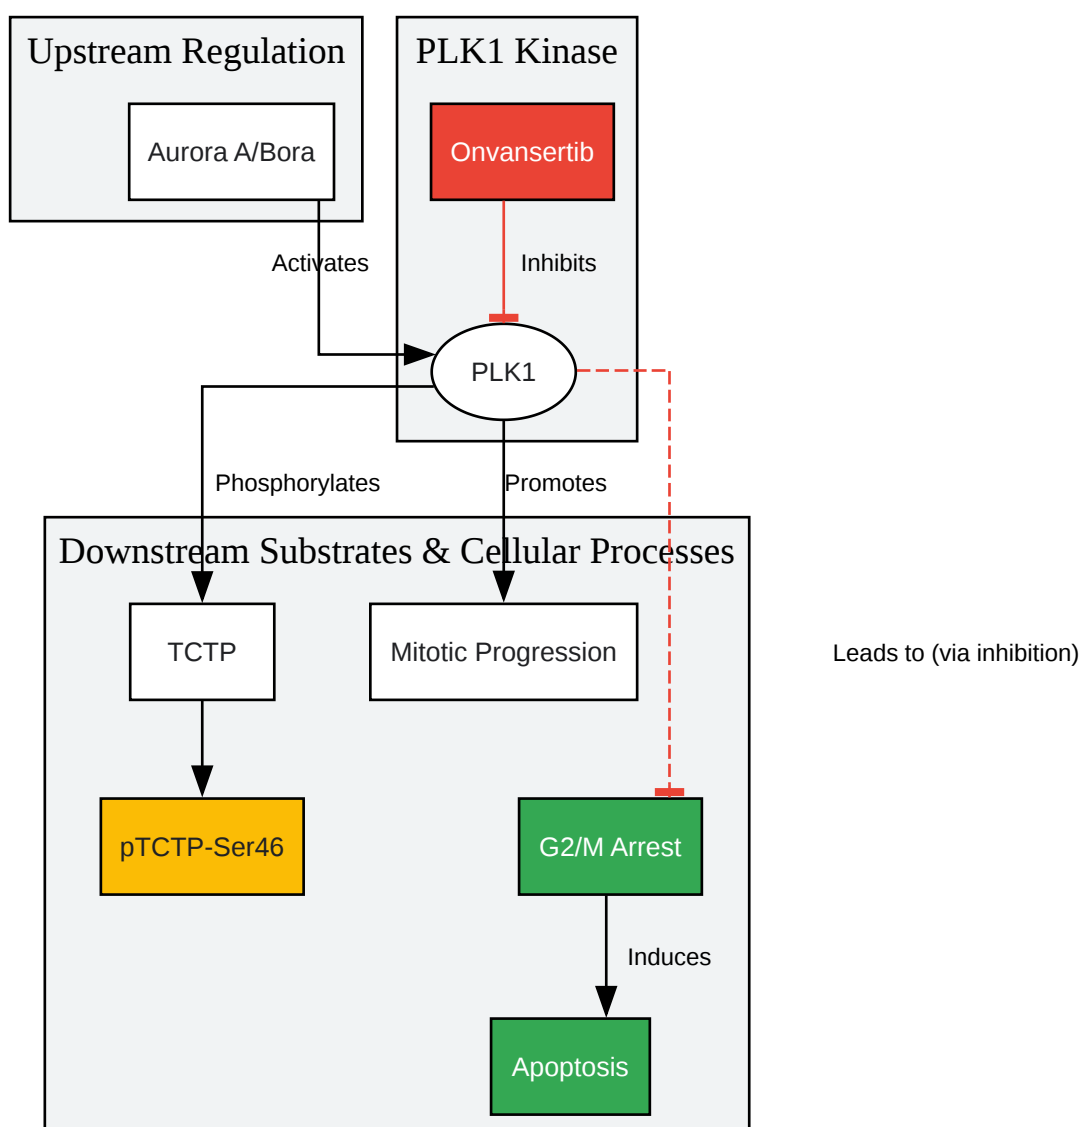 Upstream Regulation
PLK1 Kinase
Aurora A/Bora
Onvansertib
Activates
Inhibits
PLK1
Phosphorylates
Promotes
Downstream Substrates & Cellular Processes
TCTP
Mitotic Progression
Leads to (via inhibition)
pTCTP-Ser46
G2/M Arrest
Induces
Apoptosis